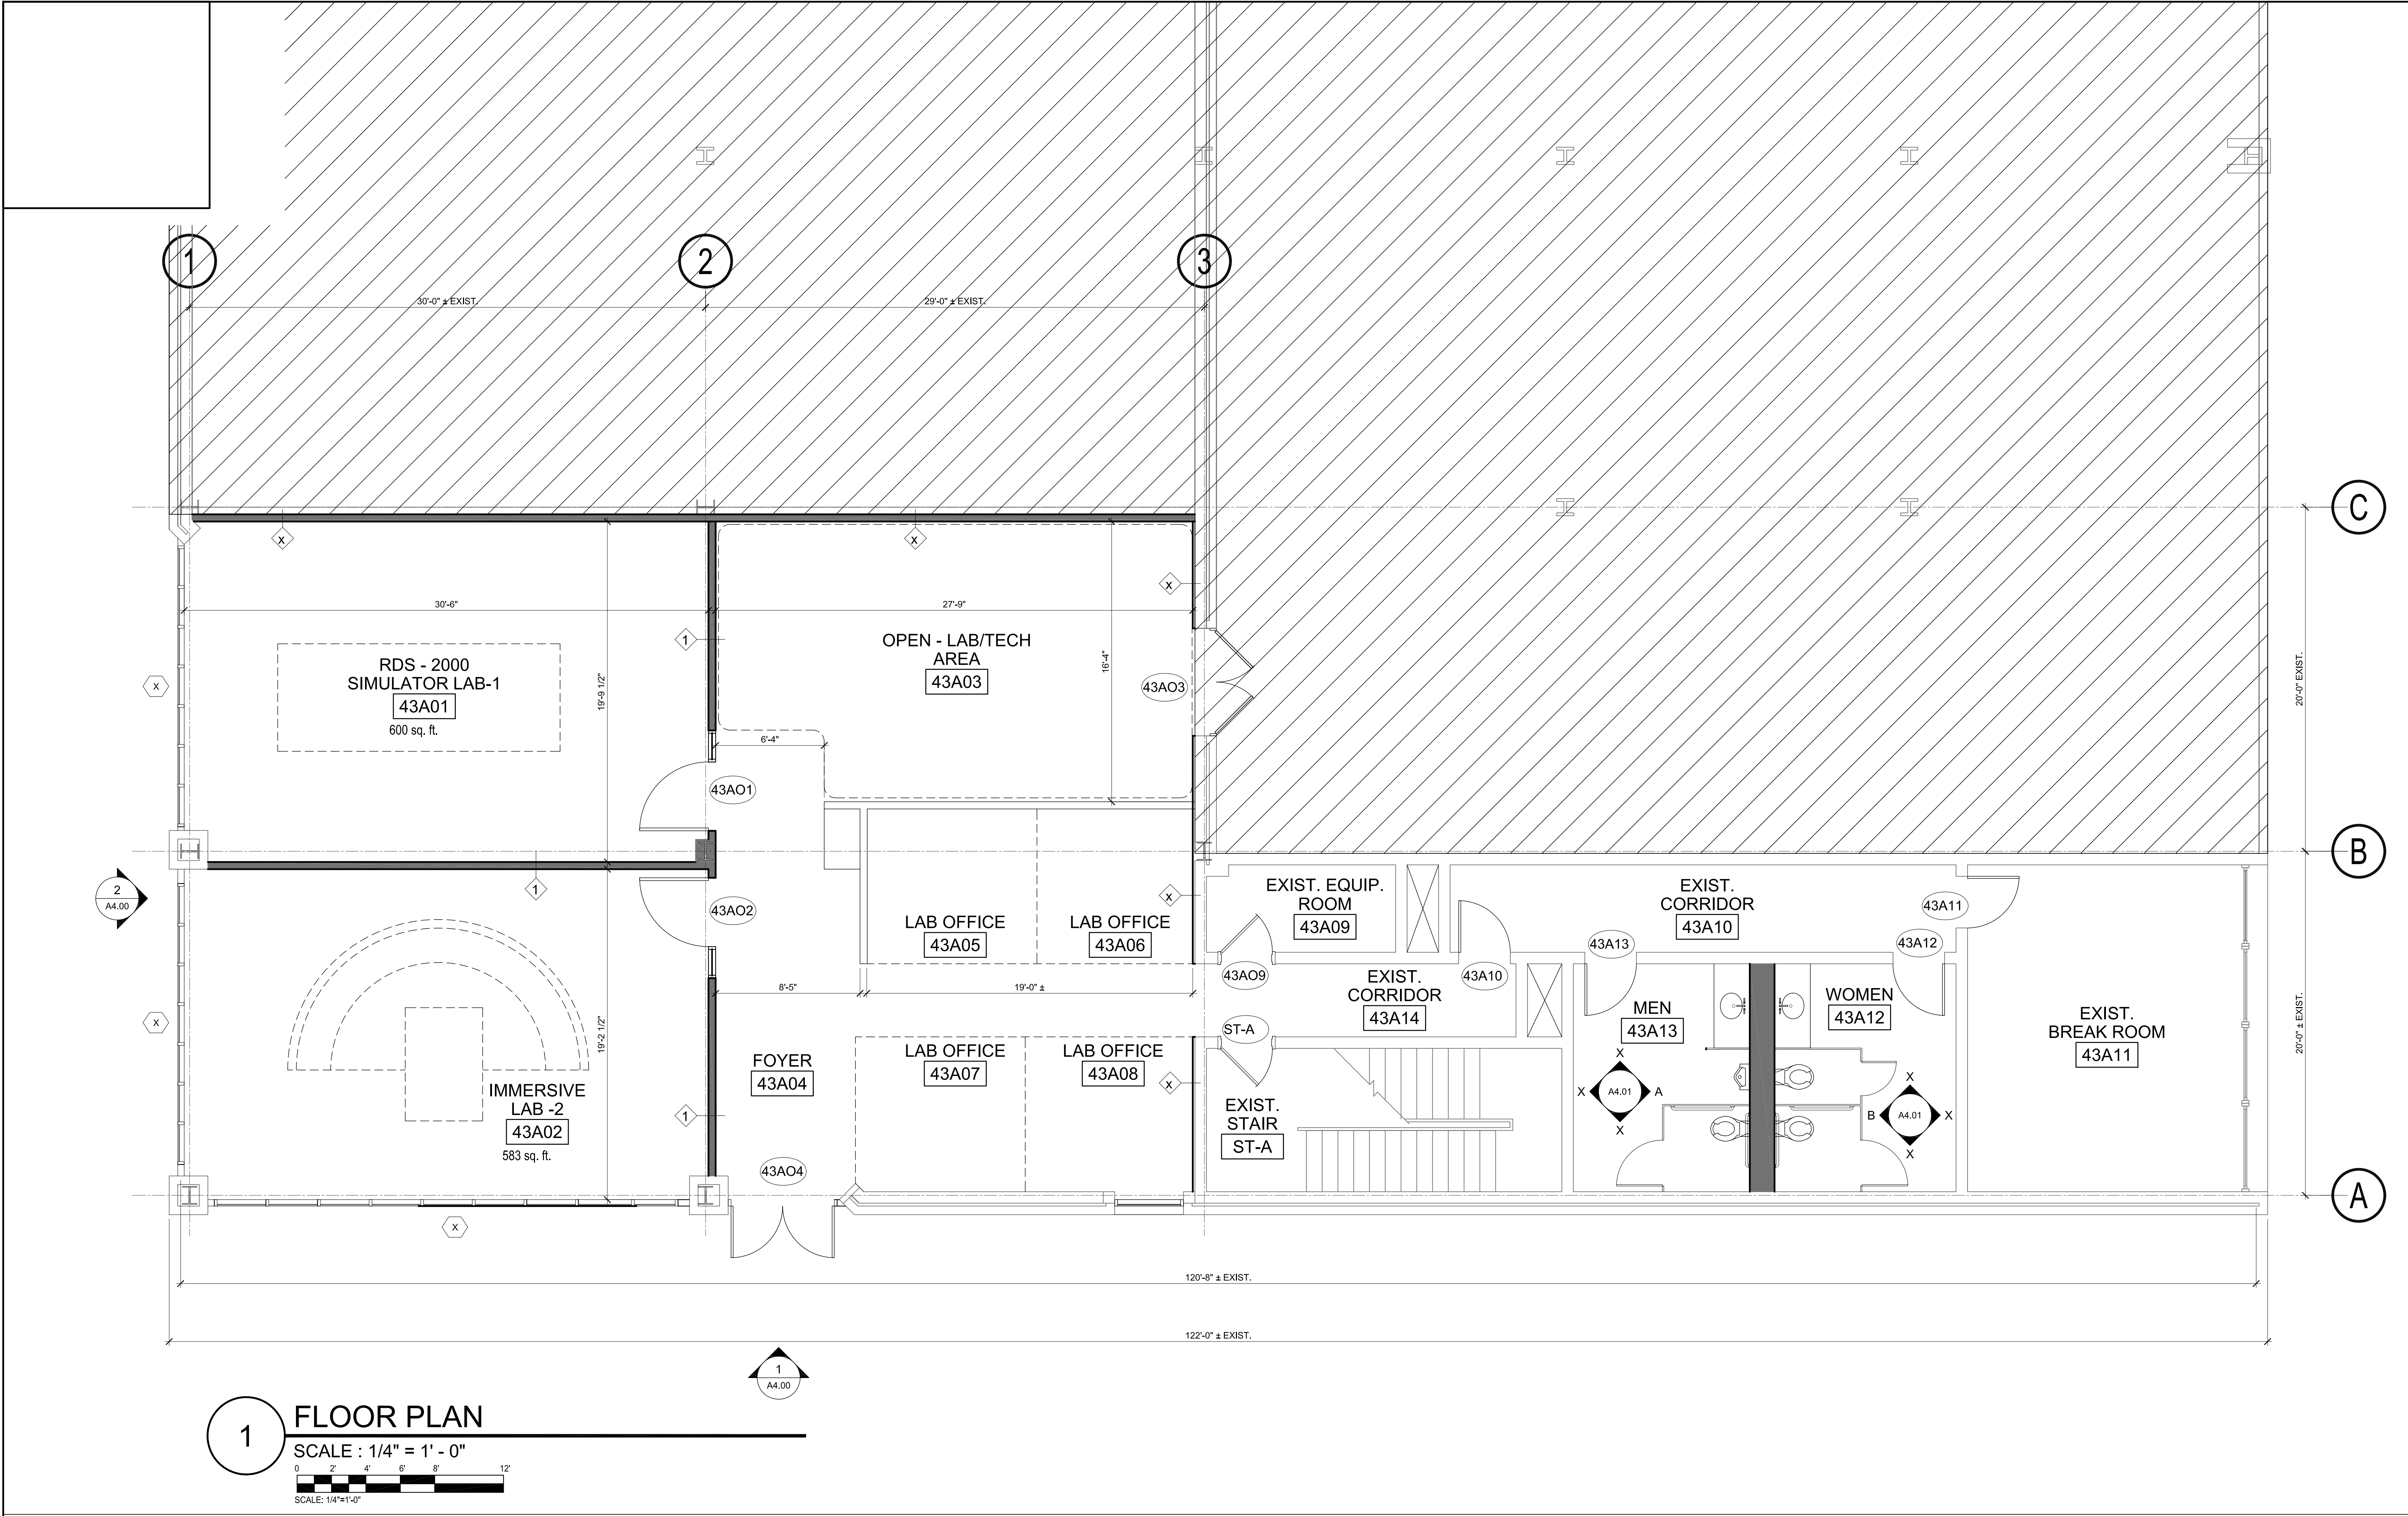 1
2
3
30'-0" ± EXIST.
29'-0" ± EXIST.
C
x
x
x
30'-6"
27'-9"
1
OPEN - LAB/TECH
AREA
43A03
16'-4"
RDS - 2000
SIMULATOR LAB-1
43A01
600 sq. ft.
19'-9 1/2"
43AO3
X
20'-0" EXIST.
6'-4"
43AO1
B
2
A4.00
1
43AO2
x
LAB OFFICE
43A05
LAB OFFICE
43A06
EXIST. EQUIP.
ROOM
43A09
EXIST.
CORRIDOR
43A10
43A11
43A13
43A12
43AO9
EXIST.
CORRIDOR
43A14
43A10
8'-5"
19'-0" ±
X
19'-2 1/2"
ST-A
MEN
43A13
WOMEN
43A12
EXIST.
BREAK ROOM
43A11
20'-0" ± EXIST.
FOYER
43A04
LAB OFFICE
43A07
LAB OFFICE
43A08
x
IMMERSIVE
LAB -2
43A02
583 sq. ft.
1
EXIST.
STAIR
ST-A
X
X A4.01 A
X
X
B A4.01 X
X
43AO4
A
X
120'-8" ± EXIST.
122'-0" ± EXIST.
1
A4.00
1
FLOOR PLAN
SCALE : 1/4" = 1' - 0"
0 2' 4' 6' 8' 12'
SCALE: 1/4"=1'-0"